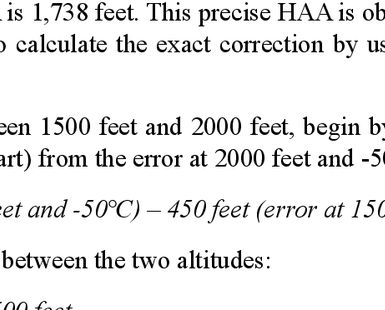 is 1,738 feet. This precise HAA is ob
calculate the exact correction by us
een 1500 feet and 2000 feet, begin by
art) from the error at 2000 feet and -50
eet and -50°C) – 450 feet (error at 150
between the two altitudes:
00 feet